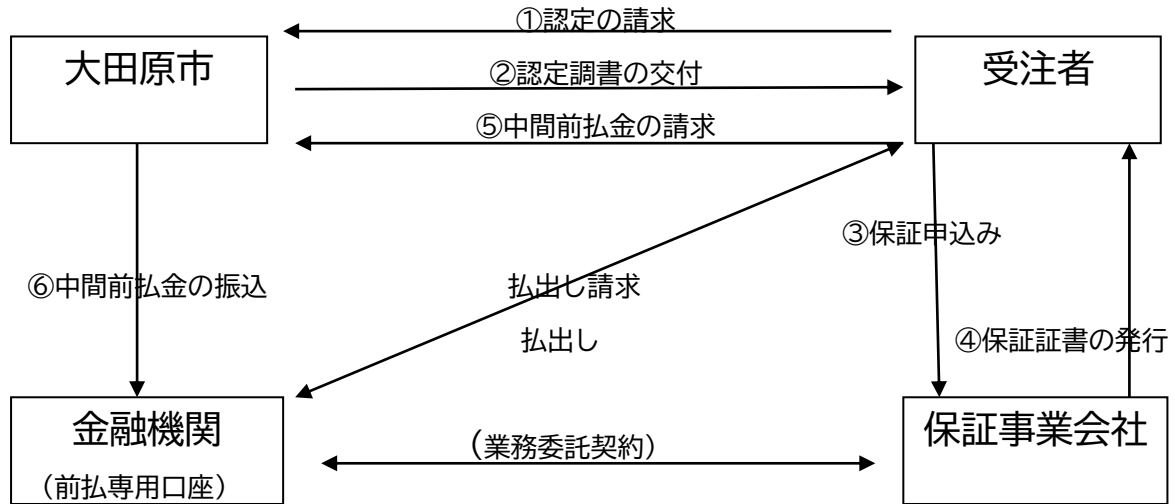 ①認定の請求
大田原市
受注者
②認定調書の交付
⑤中間前払金の請求
③保証申込み
⑥中間前払金の振込
払出し請求
払出し
④保証証書の発行
金融機関
(前払専用口座)
(業務委託契約)
保証事業会社